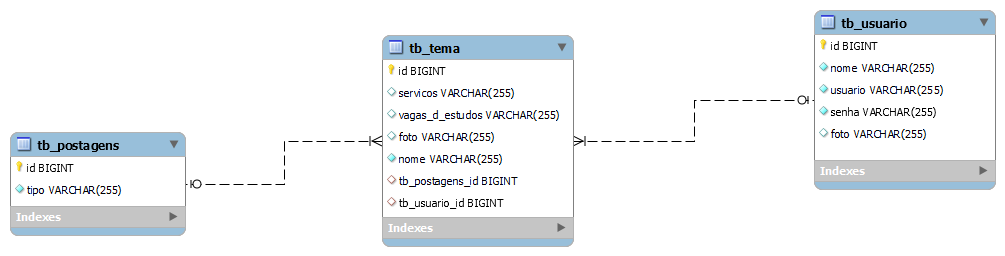 tb_postagens
id BIGINT
tipo VARCHAR(255)
Indexes
tb_tema
id BIGINT
servicos VARCHAR(255)
vagas_d_estudos VARCHAR(255)
foto VARCHAR(255)
nome VARCHAR(255)
tb_postagens_id BIGINT
tb_usuario_id BIGINT
Indexes
tb_usuario
id BIGINT
nome VARCHAR(255)
usuario VARCHAR(255)
senha VARCHAR(255)
foto VARCHAR(255)
Indexes